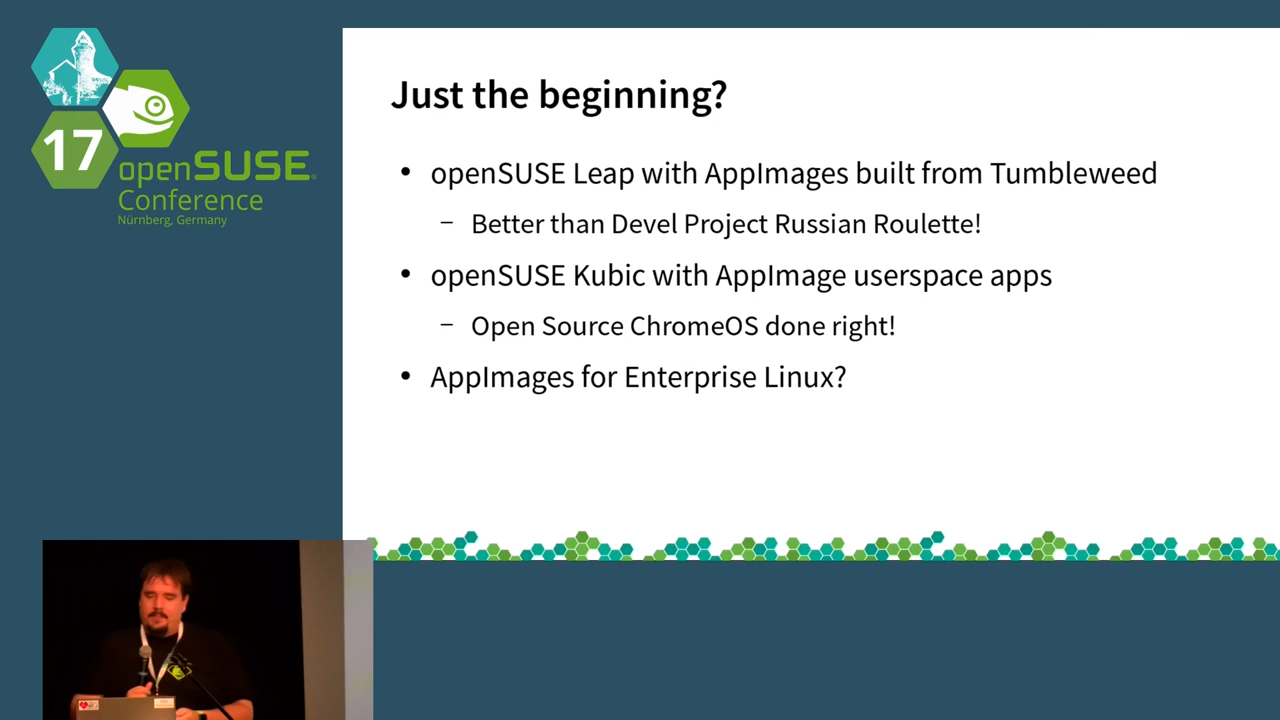 17
openSUSE
Conference
Nürnberg, Germany
Just the beginning?
• openSUSE Leap with AppImages built from Tumbleweed
– Better than Devel Project Russian Roulette!
• openSUSE Kubic with AppImage userspace apps
– Open Source ChromeOS done right!
• AppImages for Enterprise Linux?